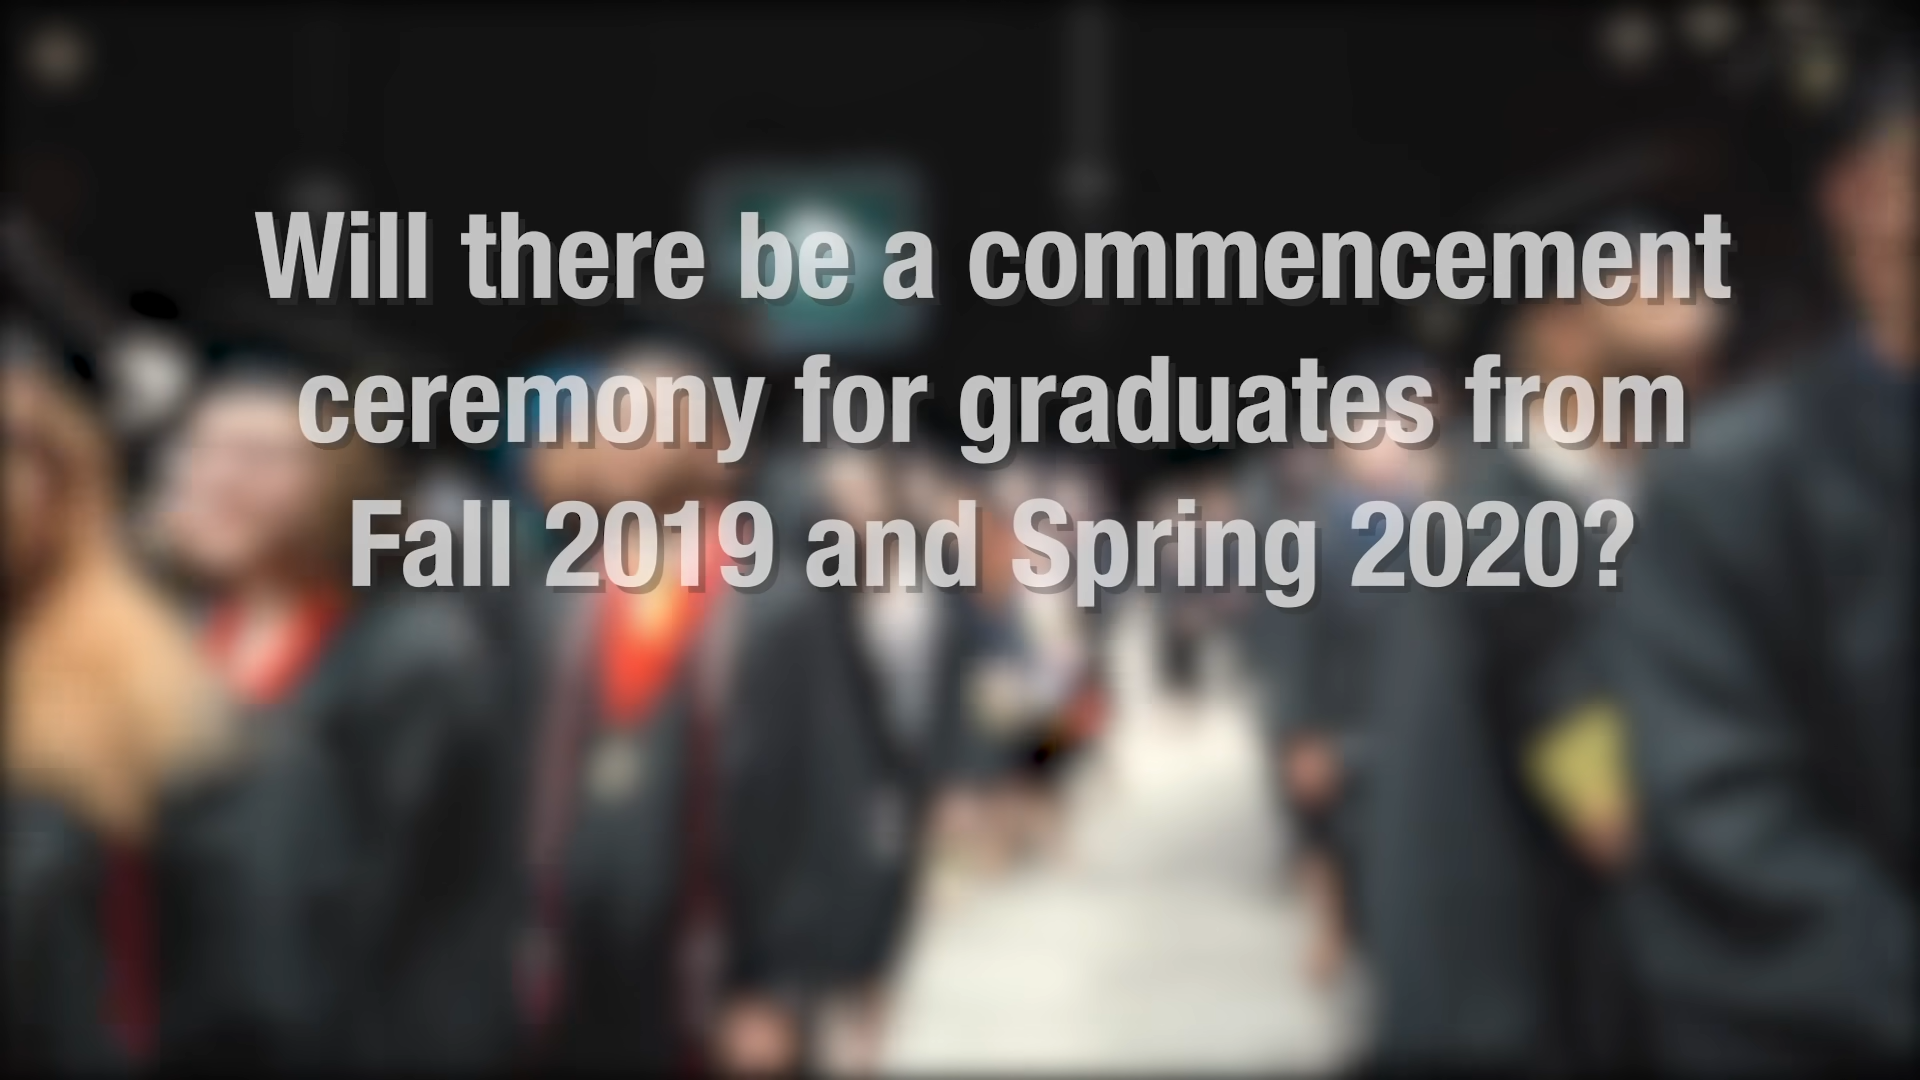 Will there be a commencement
ceremony for graduates from
Fall 2019 and Spring 2020?